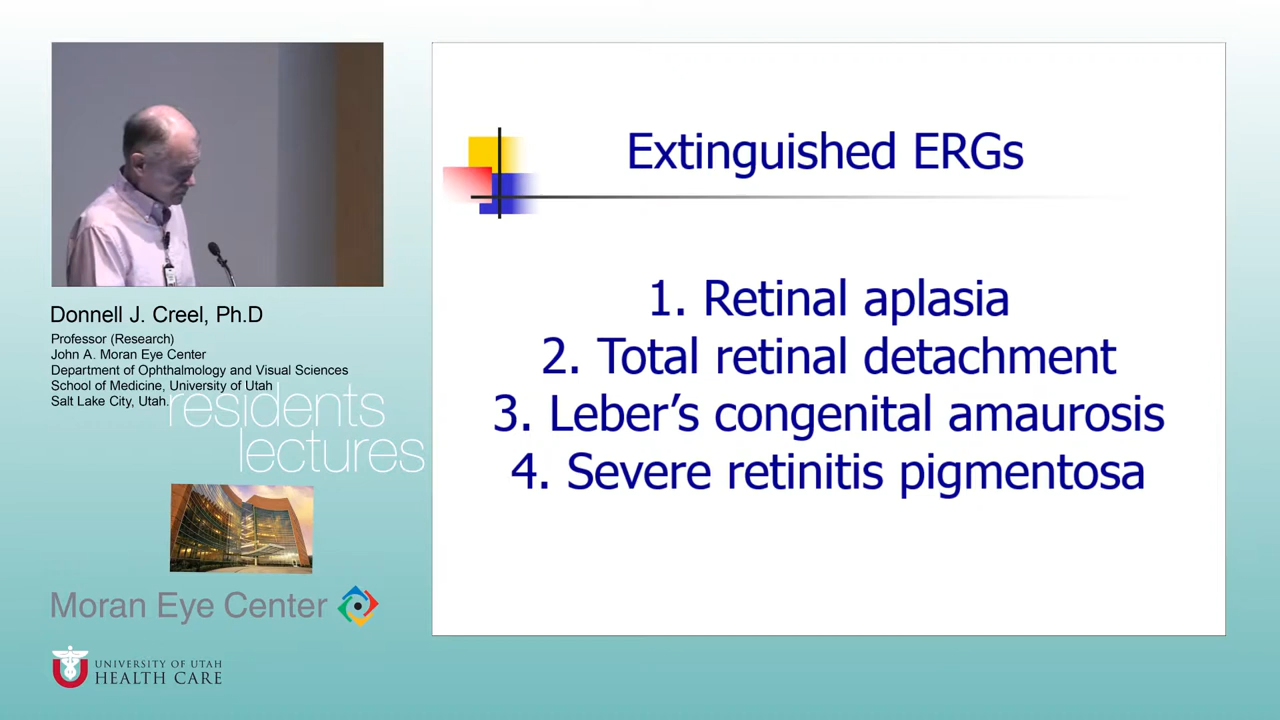 Donnell J. Creel, Ph.D
Professor (Research)
John A. Moran Eye Center
Department of Ophthalmology and Visual Sciences
School of Medicine, University of Utah
Salt Lake City, Utah.
residents
lectures
Moran Eye Center
UNIVERSITY OF UTAH
HEALTH CARE
Extinguished ERGs
1. Retinal aplasia
2. Total retinal detachment
3. Leber’s congenital amaurosis
4. Severe retinitis pigmentosa